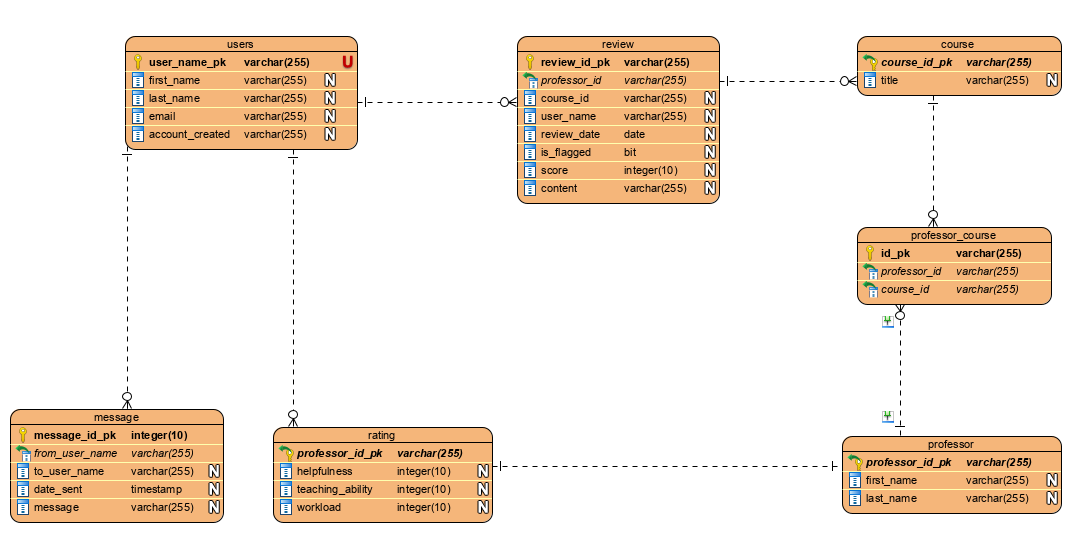 users
user_name_pk varchar(255) U
first_name varchar(255) N
last_name varchar(255) N
email varchar(255) N
account_created varchar(255) N
review
review_id_pk varchar(255)
professor_id varchar(255)
course_id varchar(255) N
user_name varchar(255) N
review_date date N
is_flagged bit N
score integer(10) N
content varchar(255) N
course
course_id_pk varchar(255)
title varchar(255) N
professor_course
id_pk varchar(255)
professor_id varchar(255)
course_id varchar(255)
message
message_id_pk integer(10)
from_user_name varchar(255)
to_user_name varchar(255) N
date_sent timestamp N
message varchar(255) N
rating
professor_id_pk varchar(255)
helpfulness integer(10) N
teaching_ability integer(10) N
workload integer(10) N
professor
professor_id_pk varchar(255)
first_name varchar(255) N
last_name varchar(255) N